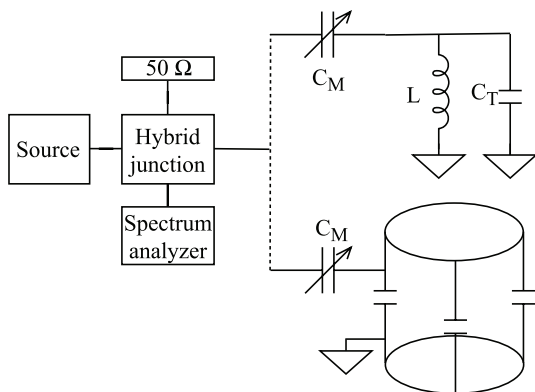 50 Ω
Source
Hybrid
junction
Spectrum
analyzer
C_M
L
C_T
C_M